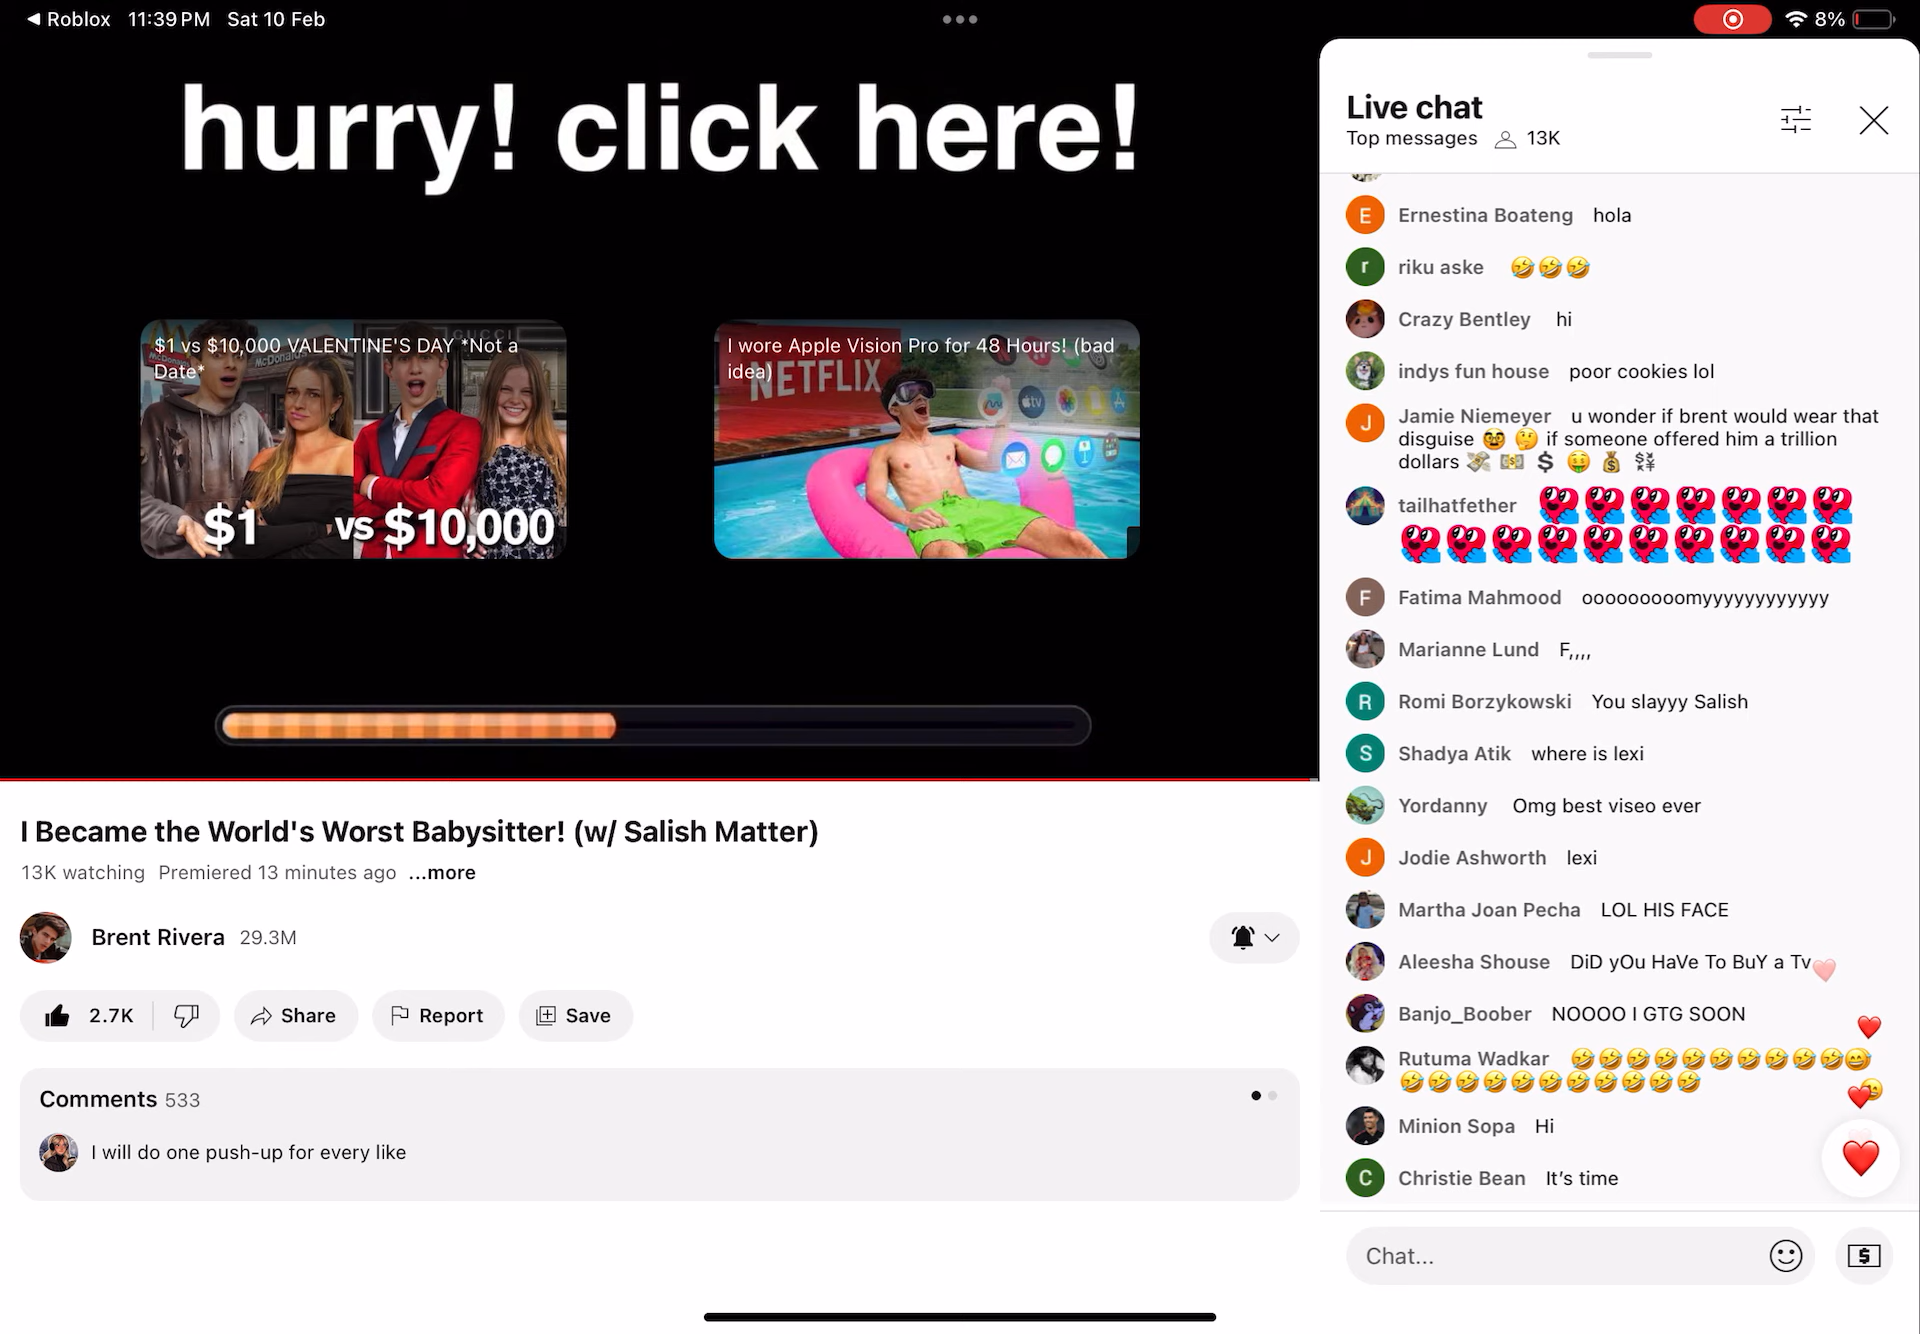 Roblox 11:39 PM Sat 10 Feb
8%
hurry! click here!
$1 vs $10,000 VALENTINE'S DAY *Not a
Date*
McDonald's
GUCCI
$1 vs $10,000
I wore Apple Vision Pro for 48 Hours! (bad
idea)
NETFLIX
tv
I Became the World's Worst Babysitter! (w/ Salish Matter)
13K watching Premiered 13 minutes ago ...more
Brent Rivera 29.3M
2.7K
Share
Report
Save
Comments 533
I will do one push-up for every like
Live chat
Top messages 13K
E Ernestina Boateng hola
r riku aske 🤣🤣🤣
Crazy Bentley hi
indys fun house poor cookies lol
J Jamie Niemeyer u wonder if brent would wear that
disguise 🥸 🤔 if someone offered him a trillion
dollars 💸 💵 💲 🤑 💰 💱
tailhatfether
F Fatima Mahmood ooooooooomyyyyyyyyyyyy
Marianne Lund F,,,,
R Romi Borzykowski You slayyy Salish
S Shadya Atik where is lexi
Yordanny Omg best viseo ever
J Jodie Ashworth lexi
Martha Joan Pecha LOL HIS FACE
Aleesha Shouse DiD yOu HaVe To BuY a Tv
Banjo_Boober NOOOO I GTG SOON
Rutuma Wadkar 🤣🤣🤣🤣🤣🤣🤣🤣🤣🤣
🤣🤣🤣🤣🤣🤣🤣🤣🤣🤣🤣
Minion Sopa Hi
C Christie Bean It's time
Chat...
$